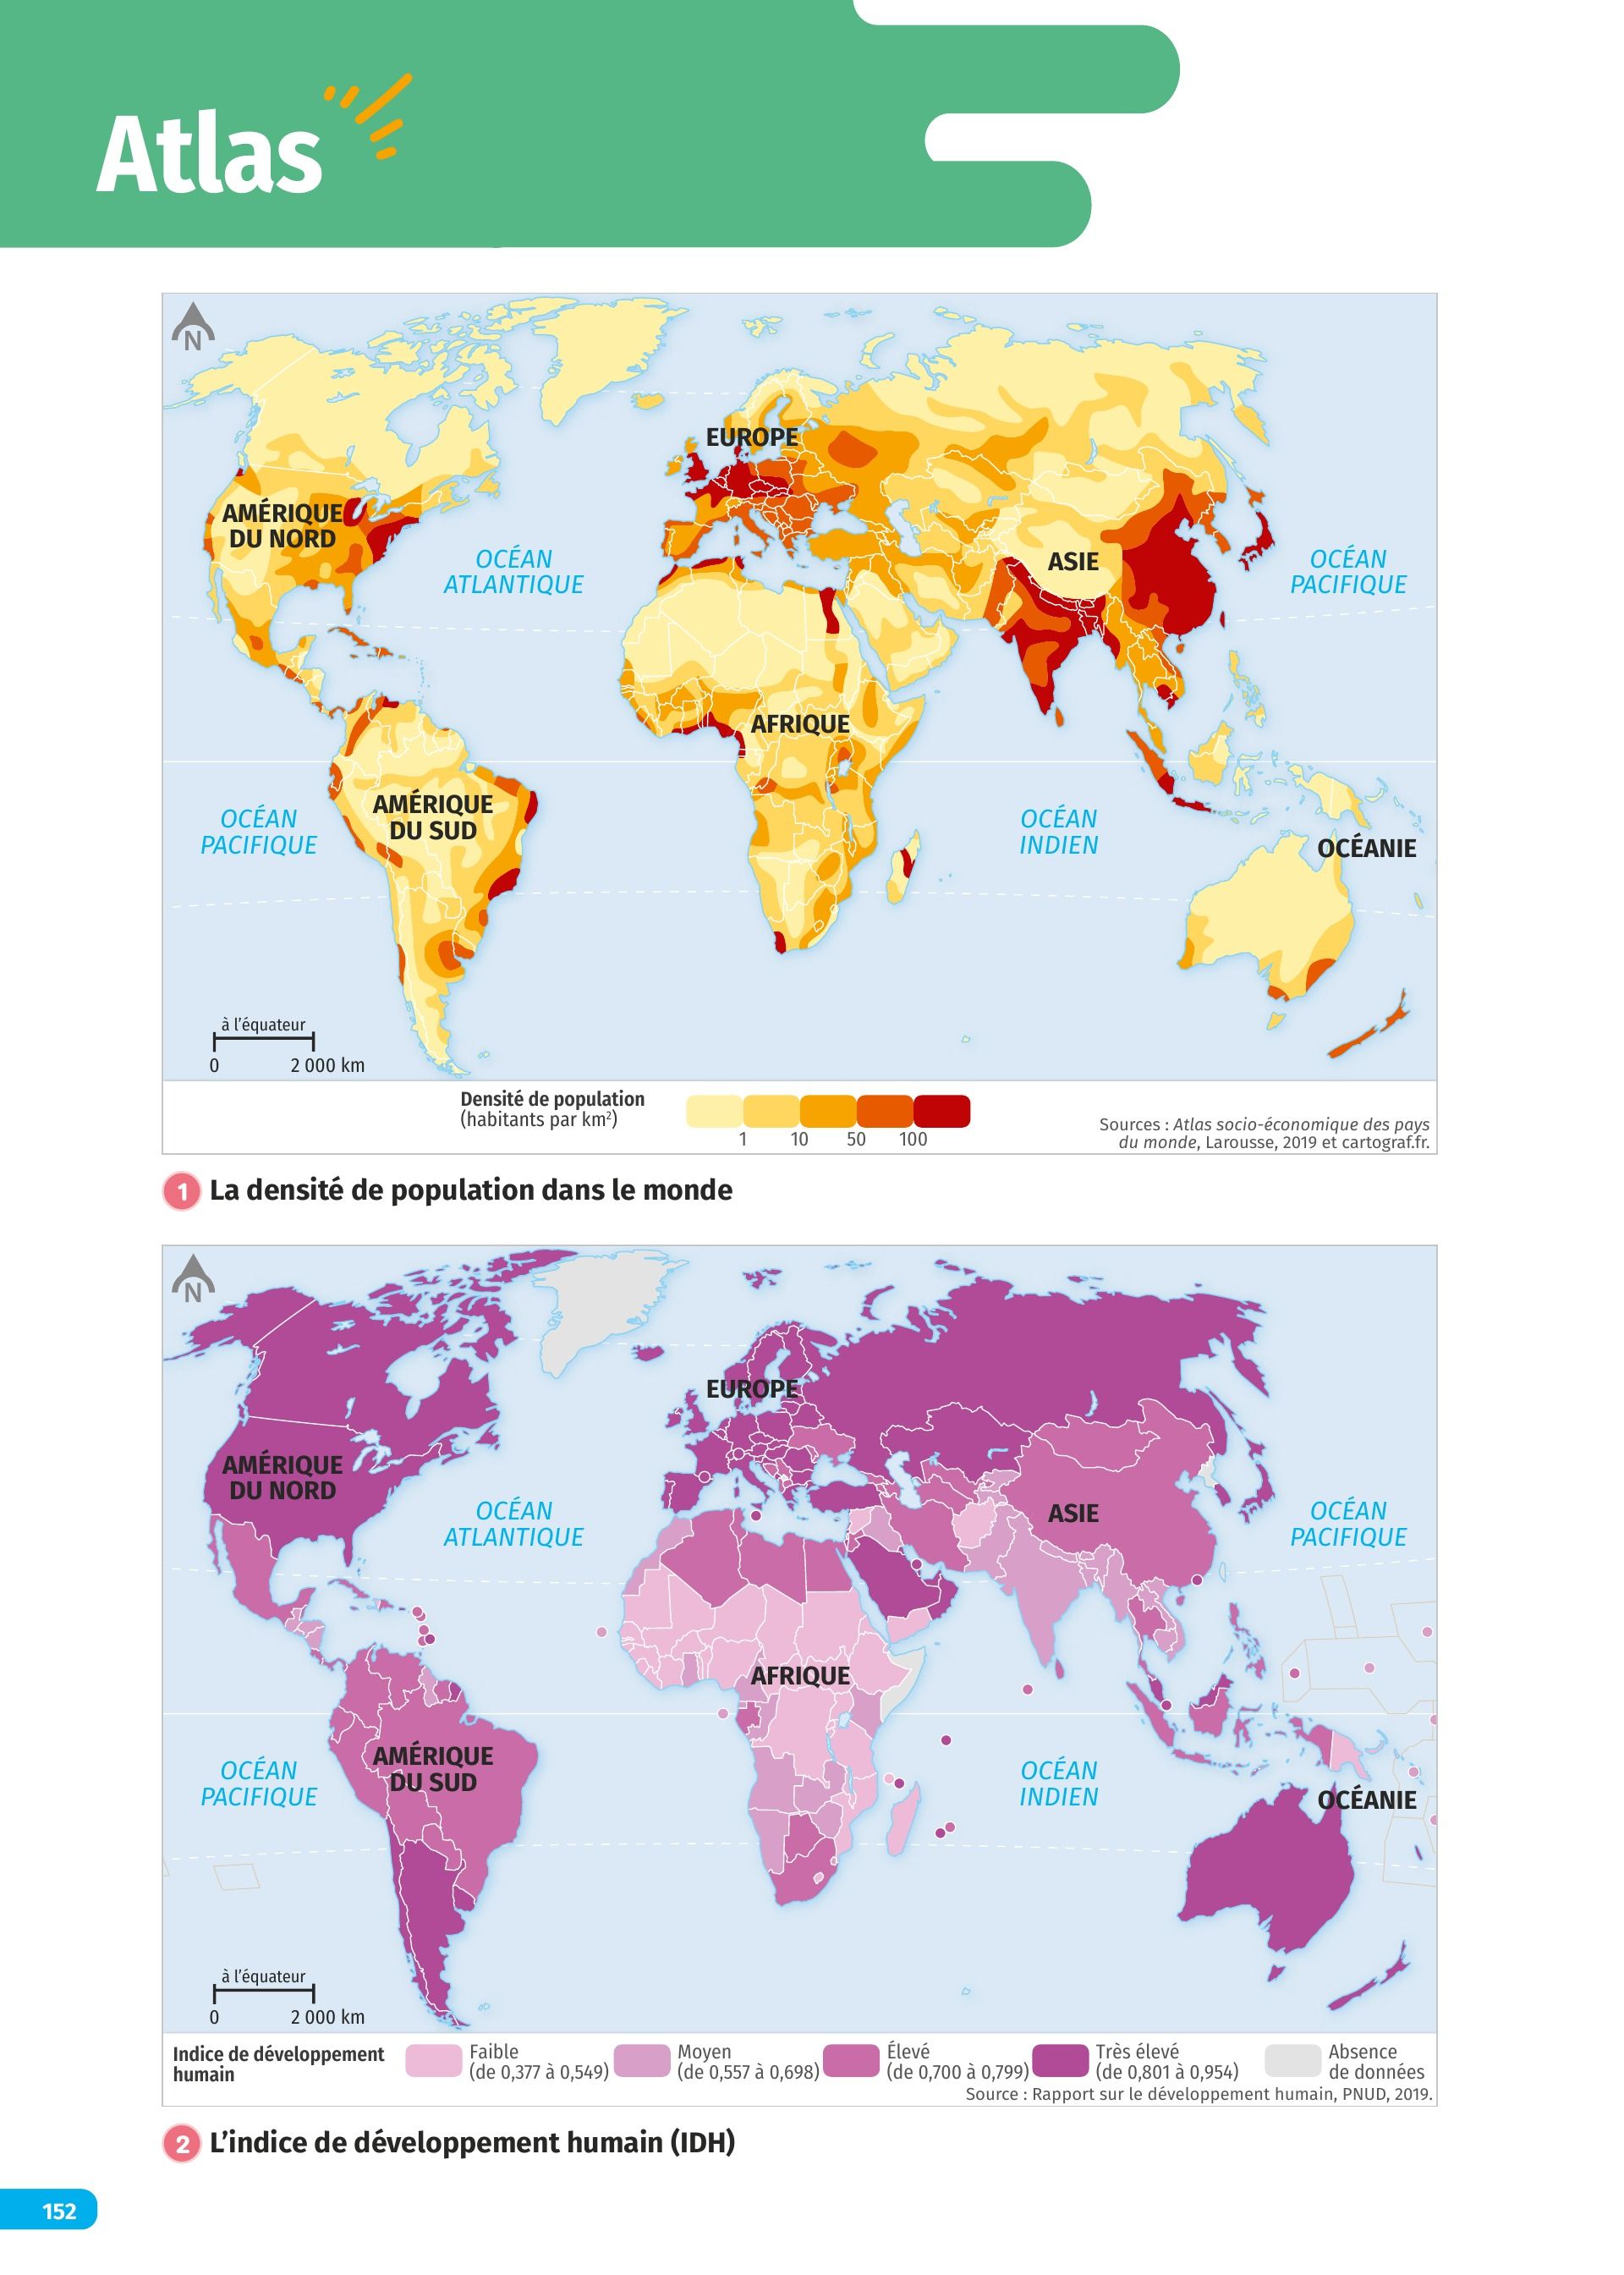 Atlas
N
EUROPE
AMÉRIQUE
DU NORD
OCÉAN
ATLANTIQUE
ASIE
OCÉAN
PACIFIQUE
AFRIQUE
AMÉRIQUE
DU SUD
OCÉAN
PACIFIQUE
OCÉAN
INDIEN
OCÉANIE
à l'équateur
0 2 000 km
Densité de population
(habitants par km²)
1 10 50 100
Sources : Atlas socio-économique des pays
du monde, Larousse, 2019 et cartograf.fr.
1 La densité de population dans le monde
N
EUROPE
AMÉRIQUE
DU NORD
OCÉAN
ATLANTIQUE
ASIE
OCÉAN
PACIFIQUE
AFRIQUE
AMÉRIQUE
DU SUD
OCÉAN
PACIFIQUE
OCÉAN
INDIEN
OCÉANIE
à l'équateur
0 2 000 km
Indice de développement
humain
Faible
(de 0,377 à 0,549)
Moyen
(de 0,557 à 0,698)
Élevé
(de 0,700 à 0,799)
Très élevé
(de 0,801 à 0,954)
Absence
de données
Source : Rapport sur le développement humain, PNUD, 2019.
2 L'indice de développement humain (IDH)
152